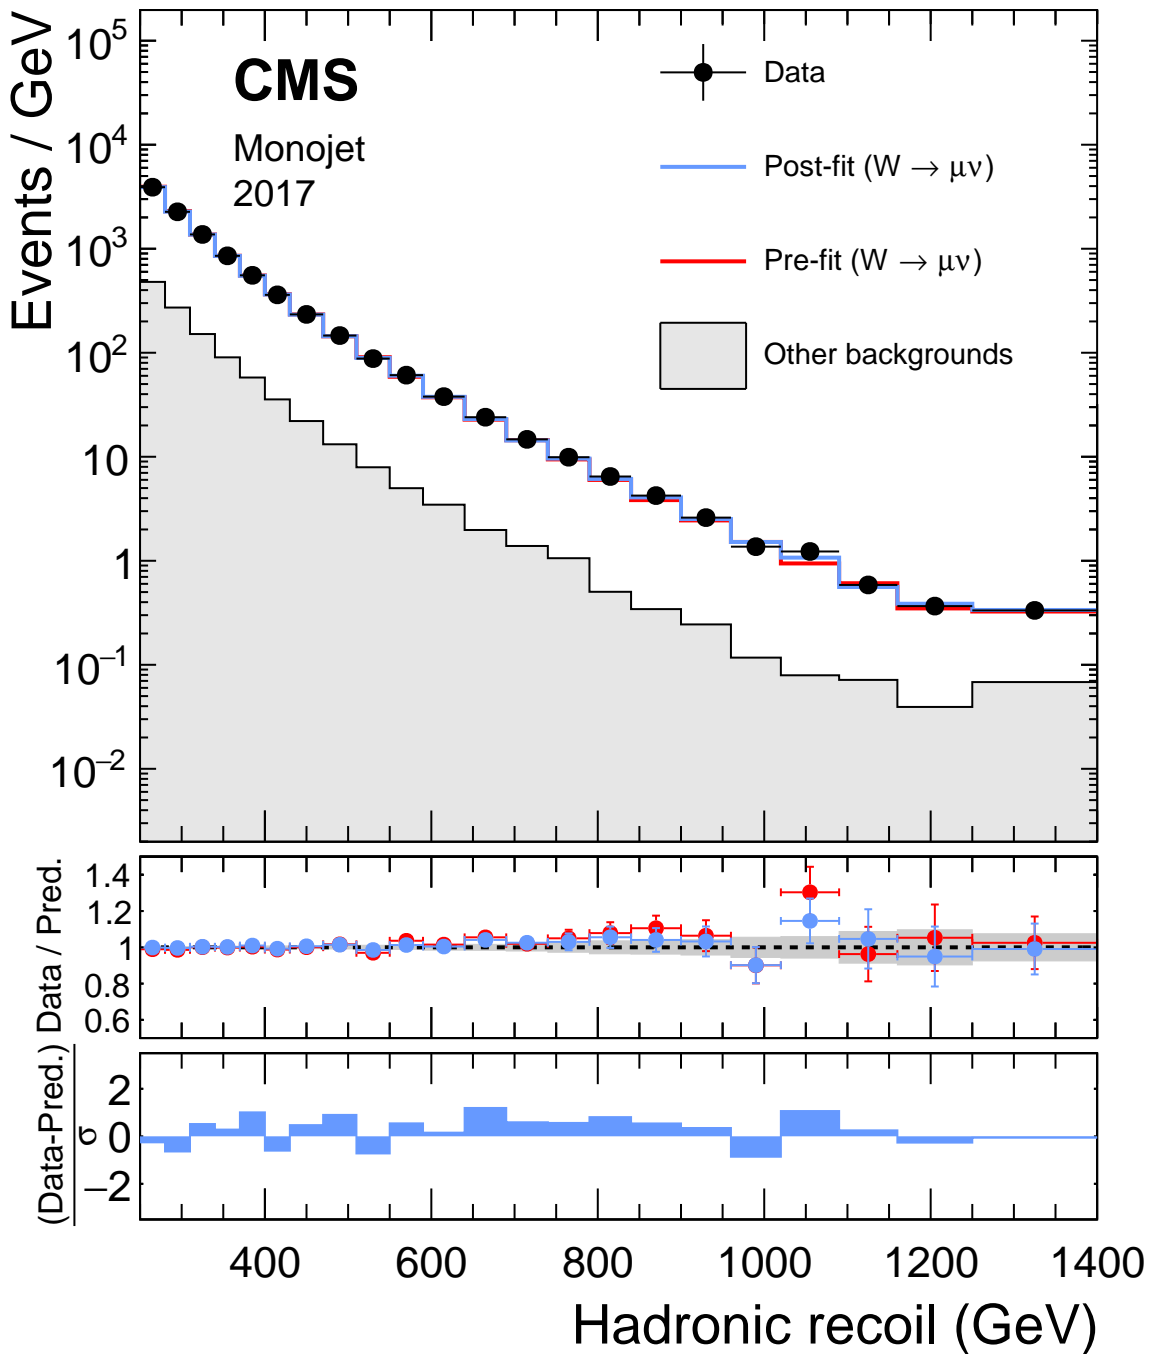 CMS
Monojet
2017
Data
Post-fit (W → μν)
Pre-fit (W → μν)
Other backgrounds
Events / GeV
10⁵
10⁴
10³
10²
10
1
10⁻¹
10⁻²
Data / Pred.
1.4
1.2
1
0.8
0.6
(Data-Pred.)
σ
2
0
−2
400 600 800 1000 1200 1400
Hadronic recoil (GeV)